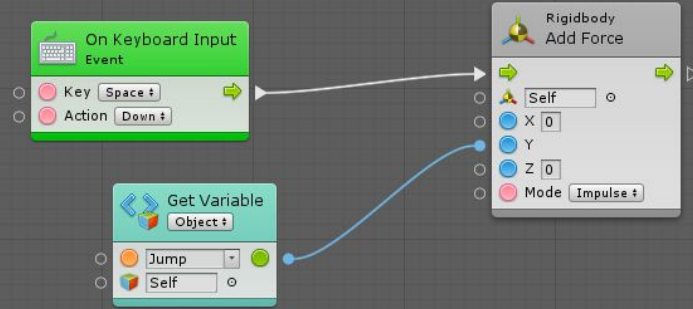 On Keyboard Input
Event
Key Space
Action Down
Rigidbody
Add Force
Self
X 0
Y
Z 0
Mode Impulse
Get Variable
Object
Jump
Self